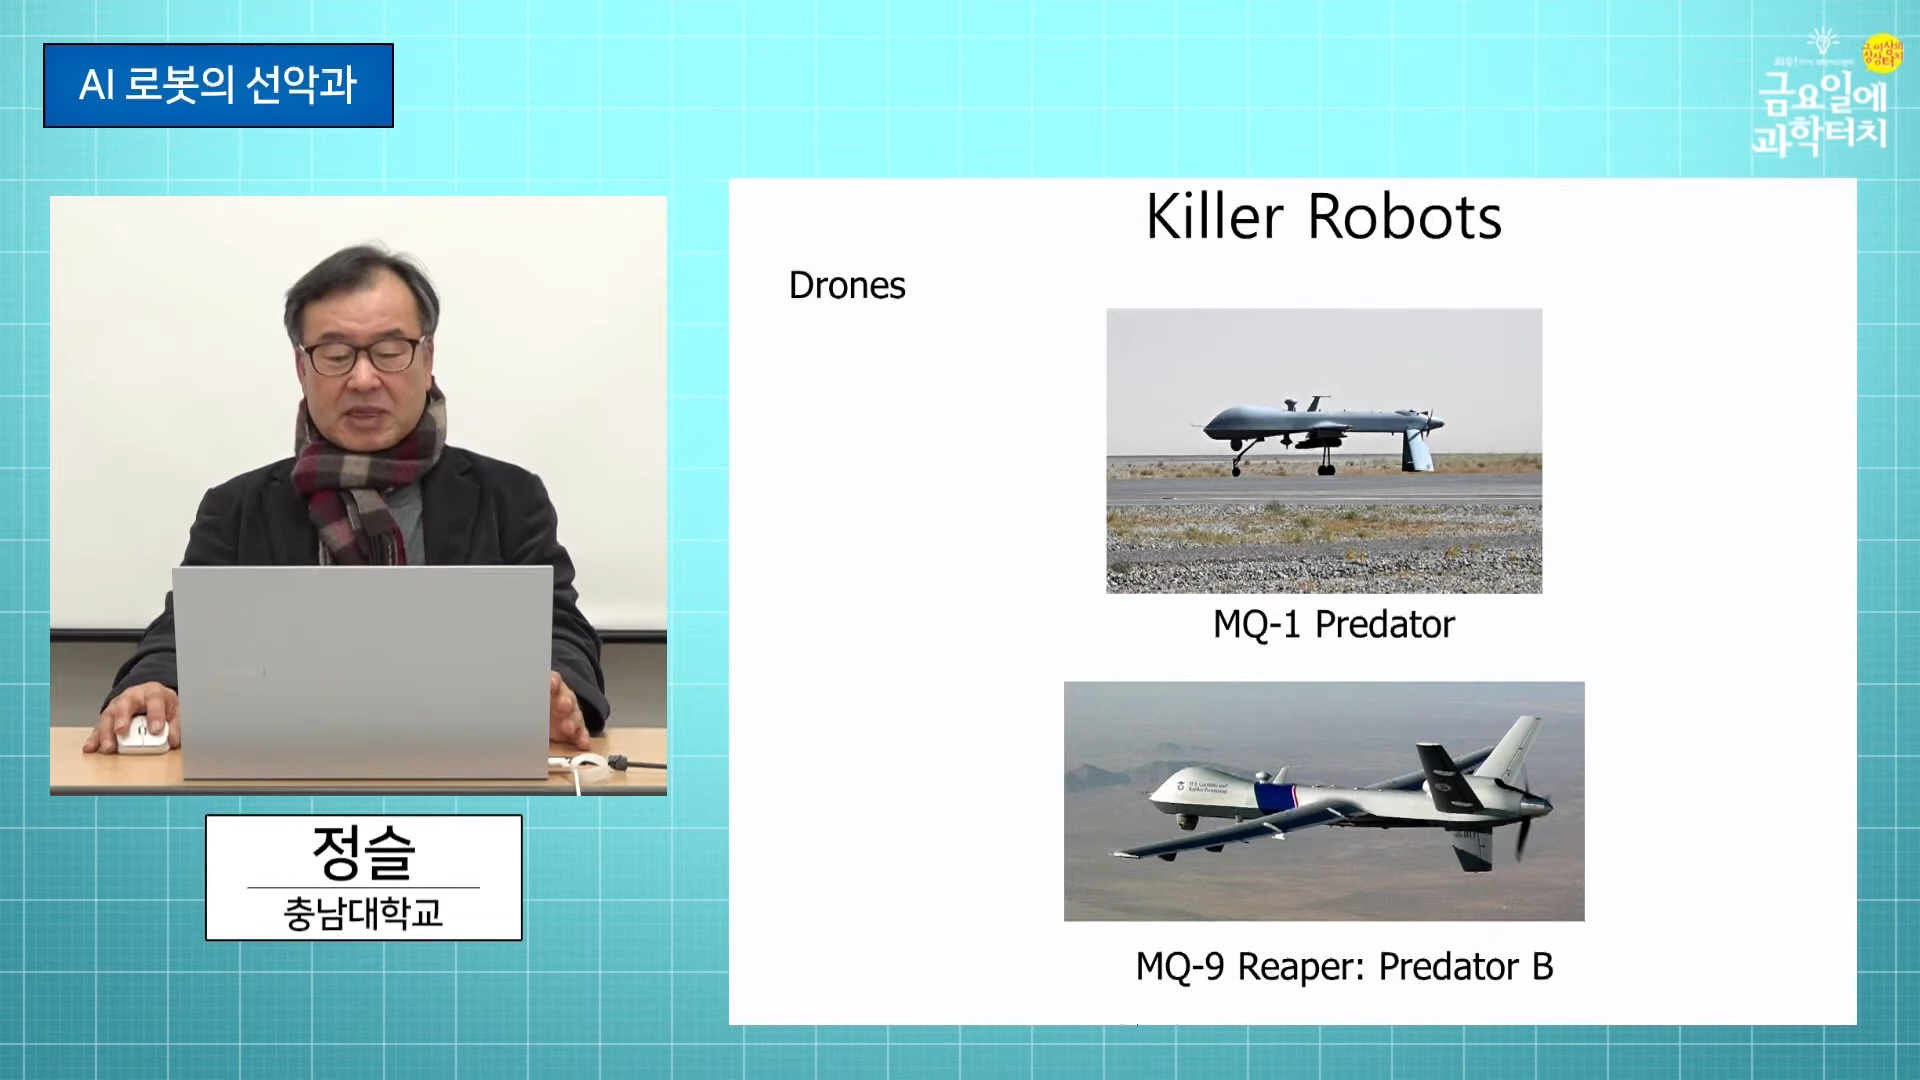 AI 로봇의 선악과
금요일에
과학터치
Killer Robots
Drones
MQ-1 Predator
MQ-9 Reaper: Predator B
정슬
충남대학교